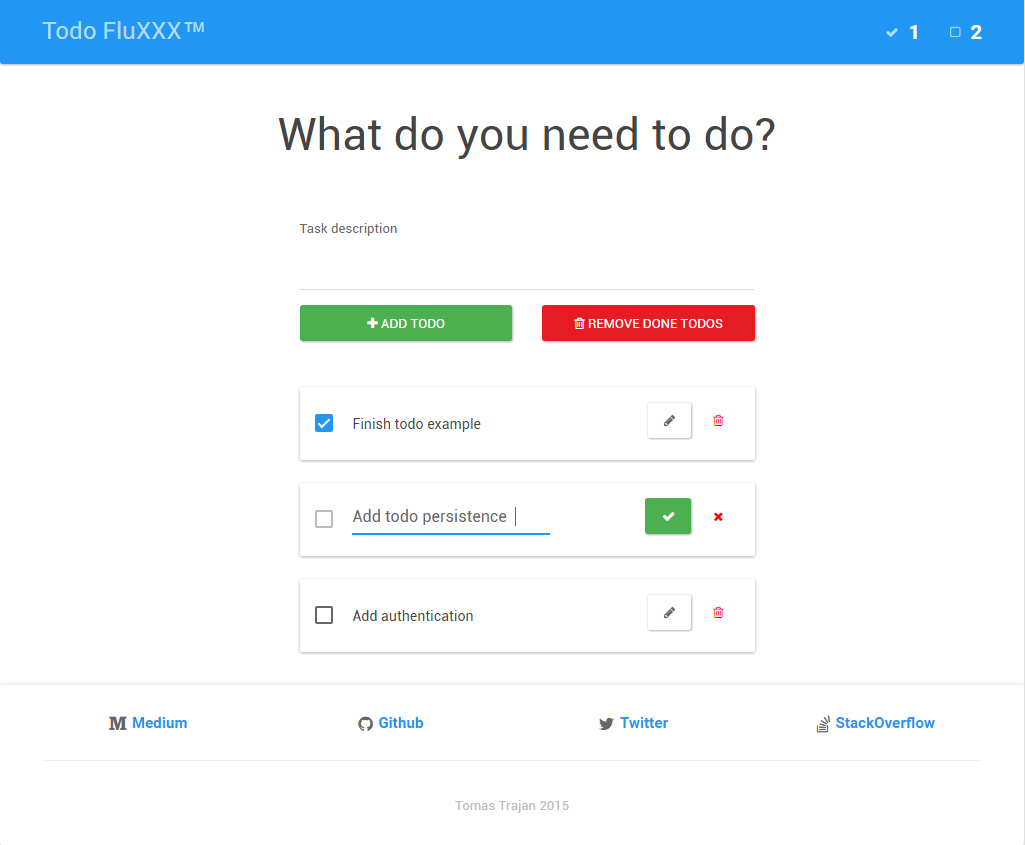 Todo FluXXX™ 1 2
What do you need to do?
Task description
ADD TODO REMOVE DONE TODOS
Finish todo example
Add todo persistence
Add authentication
Medium Github Twitter StackOverflow
Tomas Trajan 2015